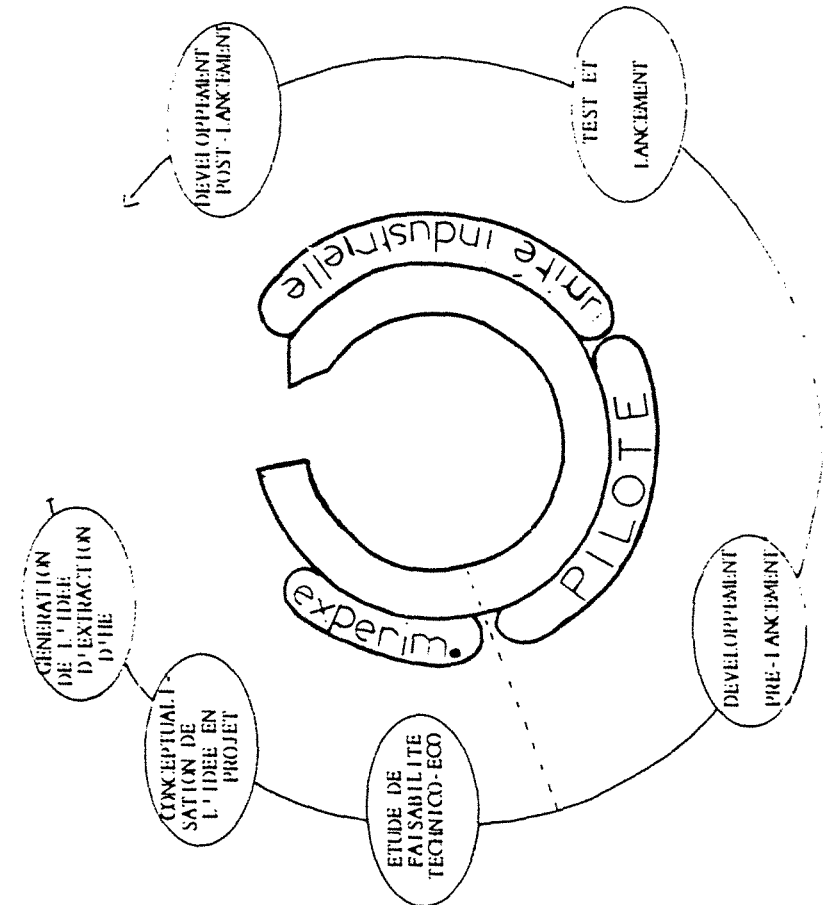 GENERATION
DE L'IDEE
D'EXTRACTION
D'HE
CONCEPTUALI-
SATION DE
L'IDEE EN
PROJET
ETUDE DE
FAISABILITE
TECHNICO-ECO
DEVELOPPEMENT
PRE-LANCEMENT
TEST ET
LANCEMENT
DEVELOPPEMENT
POST-LANCEMENT
experim.
PILOTE
unité industrielle